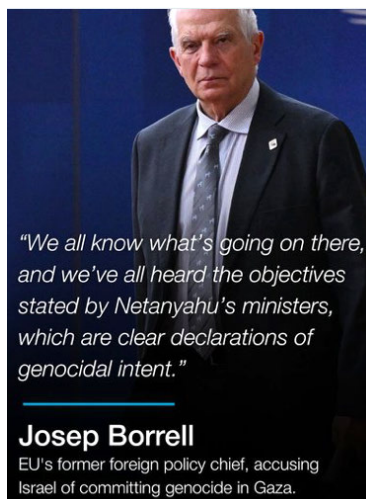 “We all know what’s going on there,
and we’ve all heard the objectives
stated by Netanyahu’s ministers,
which are clear declarations of
genocidal intent.”
Josep Borrell
EU's former foreign policy chief, accusing
Israel of committing genocide in Gaza.